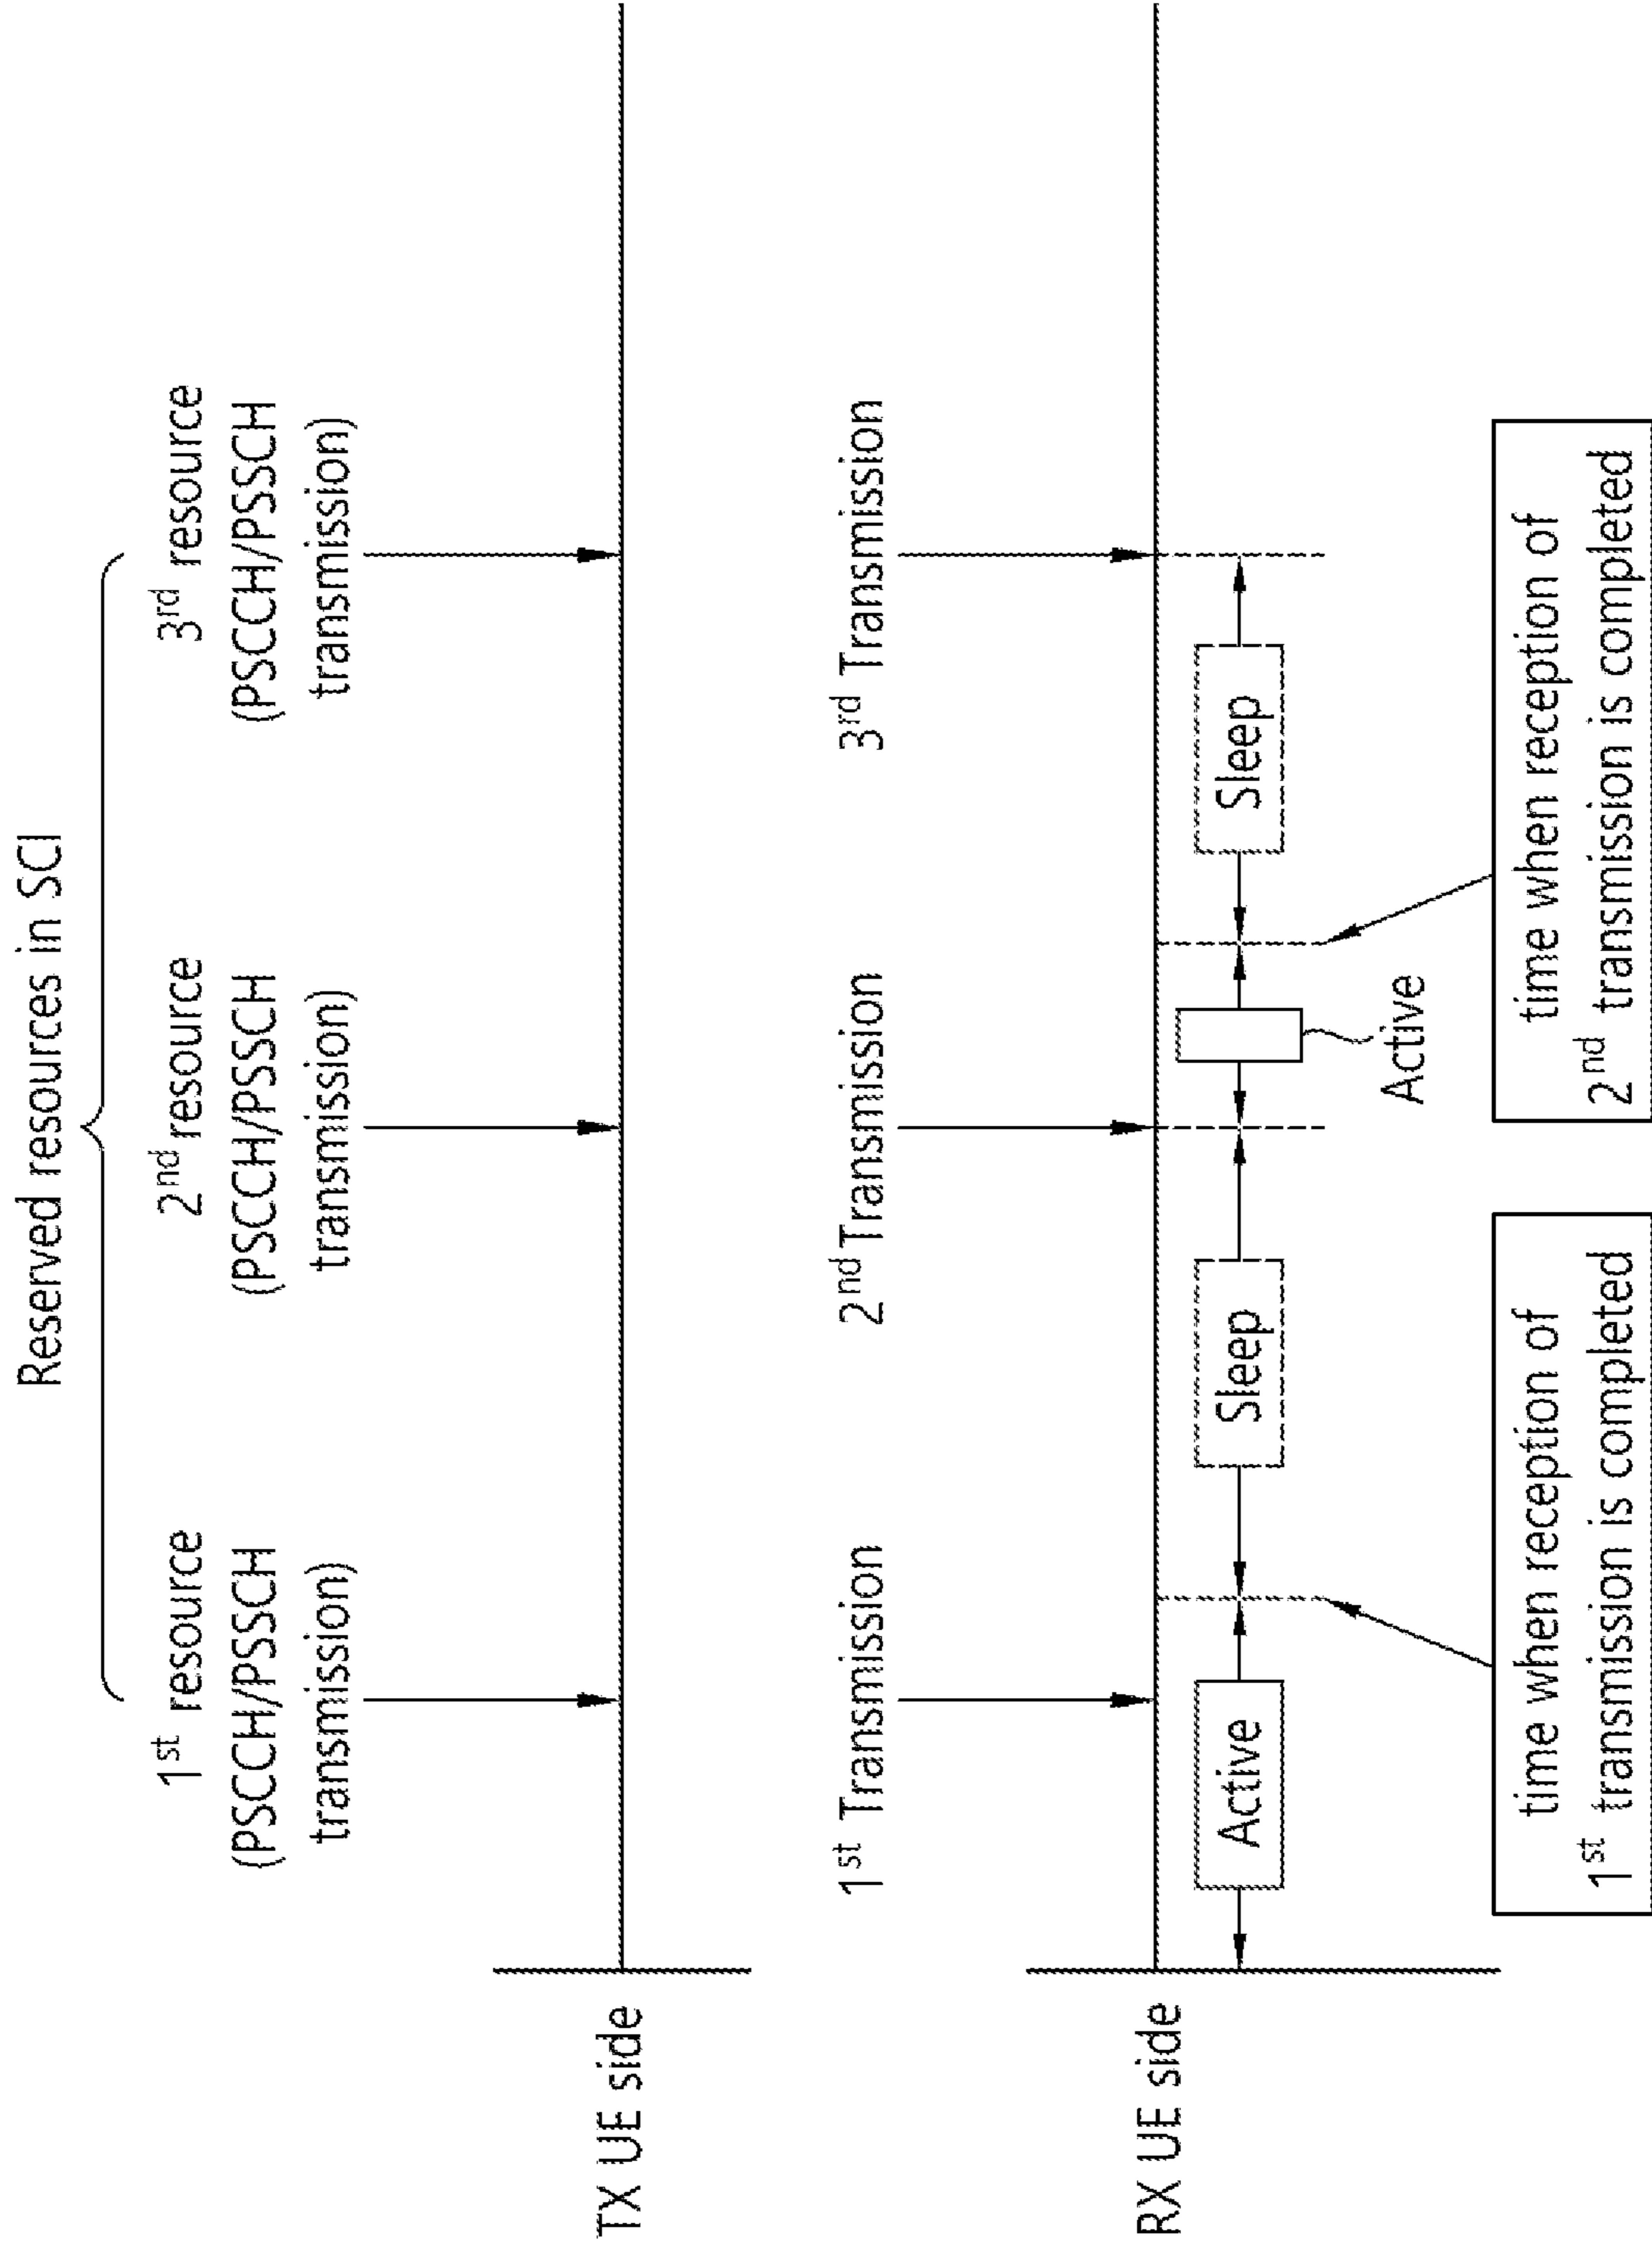 Reserved resources in SCI
1st resource
(PSCCH/PSSCH
transmission)
2nd resource
(PSCCH/PSSCH
transmission)
3rd resource
(PSCCH/PSSCH
transmission)
TX UE side
1st Transmission
2nd Transmission
3rd Transmission
RX UE side
Active
Sleep
Active
Sleep
time when reception of
1st transmission is completed
time when reception of
2nd transmission is completed